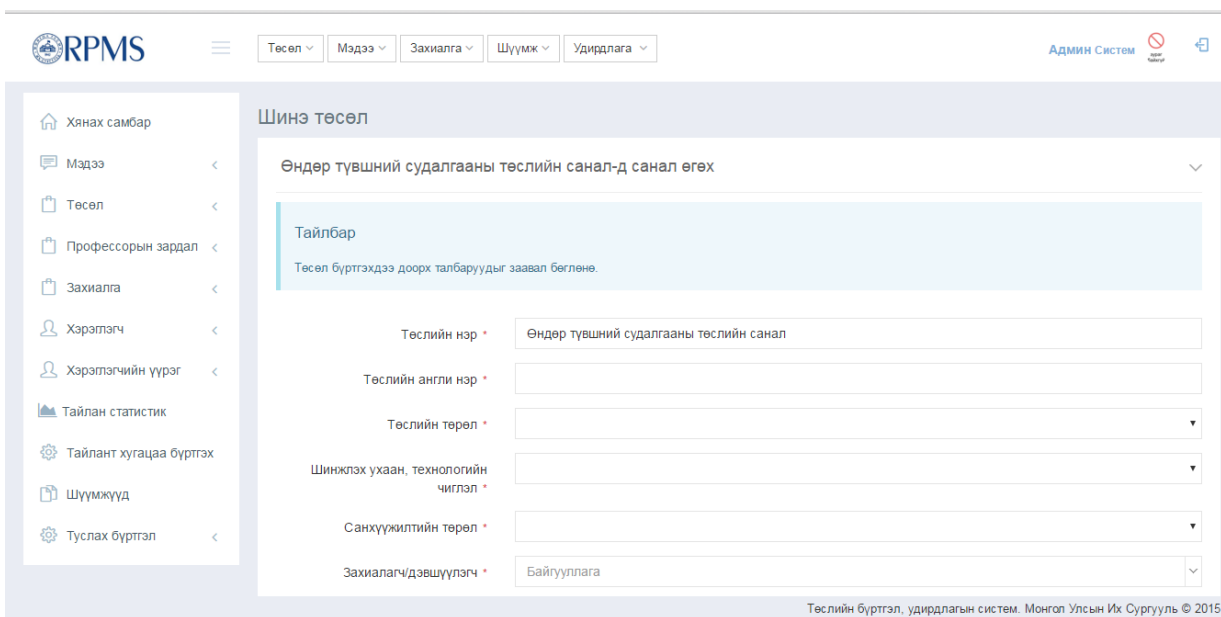 RPMS
Төсөл
Мэдээ
Захиалга
Шүүмж
Удирдлага
Админ Систем
Хянах самбар
Мэдээ
Төсөл
Профессорын зардал
Захиалга
Хэрэглэгч
Хэрэглэгчийн үүрэг
Тайлан статистик
Тайлант хугацаа бүртгэх
Шүүмжүүд
Туслах бүртгэл
Шинэ төсөл
Өндөр түвшний судалгааны төслийн санал-д санал өгөх
Тайлбар
Төсөл бүртгэхдээ доорх талбаруудыг заавал бөглөнө.
Төслийн нэр *
Өндөр түвшний судалгааны төслийн санал
Төслийн англи нэр *
Төслийн төрөл *
Шинжлэх ухаан, технологийн
чиглэл *
Санхүүжилтийн төрөл *
Захиалагч/дэвшүүлэгч *
Байгууллага
Төслийн бүртгэл, удирдлагын систем. Монгол Улсын Их Сургууль © 2015